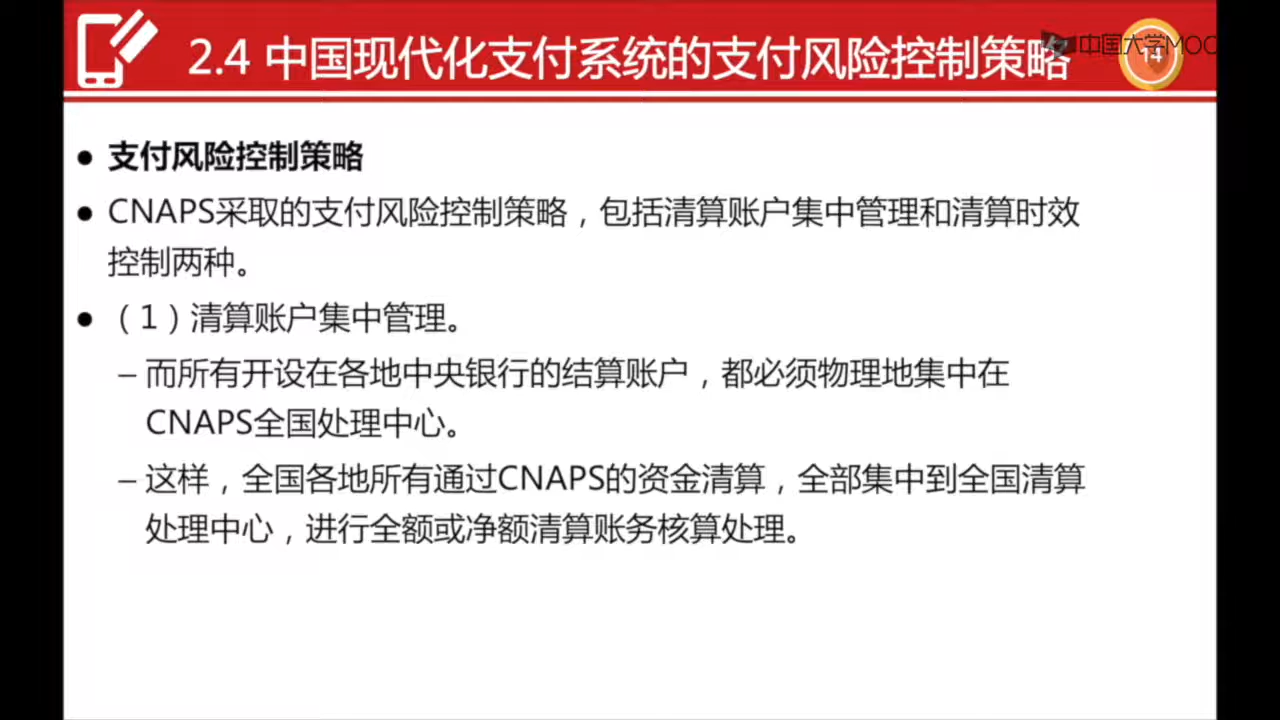 2.4 中国现代化支付系统的支付风险控制策略
中国大学MOC
14
● 支付风险控制策略
● CNAPS采取的支付风险控制策略，包括清算账户集中管理和清算时效
控制两种。
● （1）清算账户集中管理。
– 而所有开设在各地中央银行的结算账户，都必须物理地集中在
CNAPS全国处理中心。
– 这样，全国各地所有通过CNAPS的资金清算，全部集中到全国清算
处理中心，进行全额或净额清算账务核算处理。